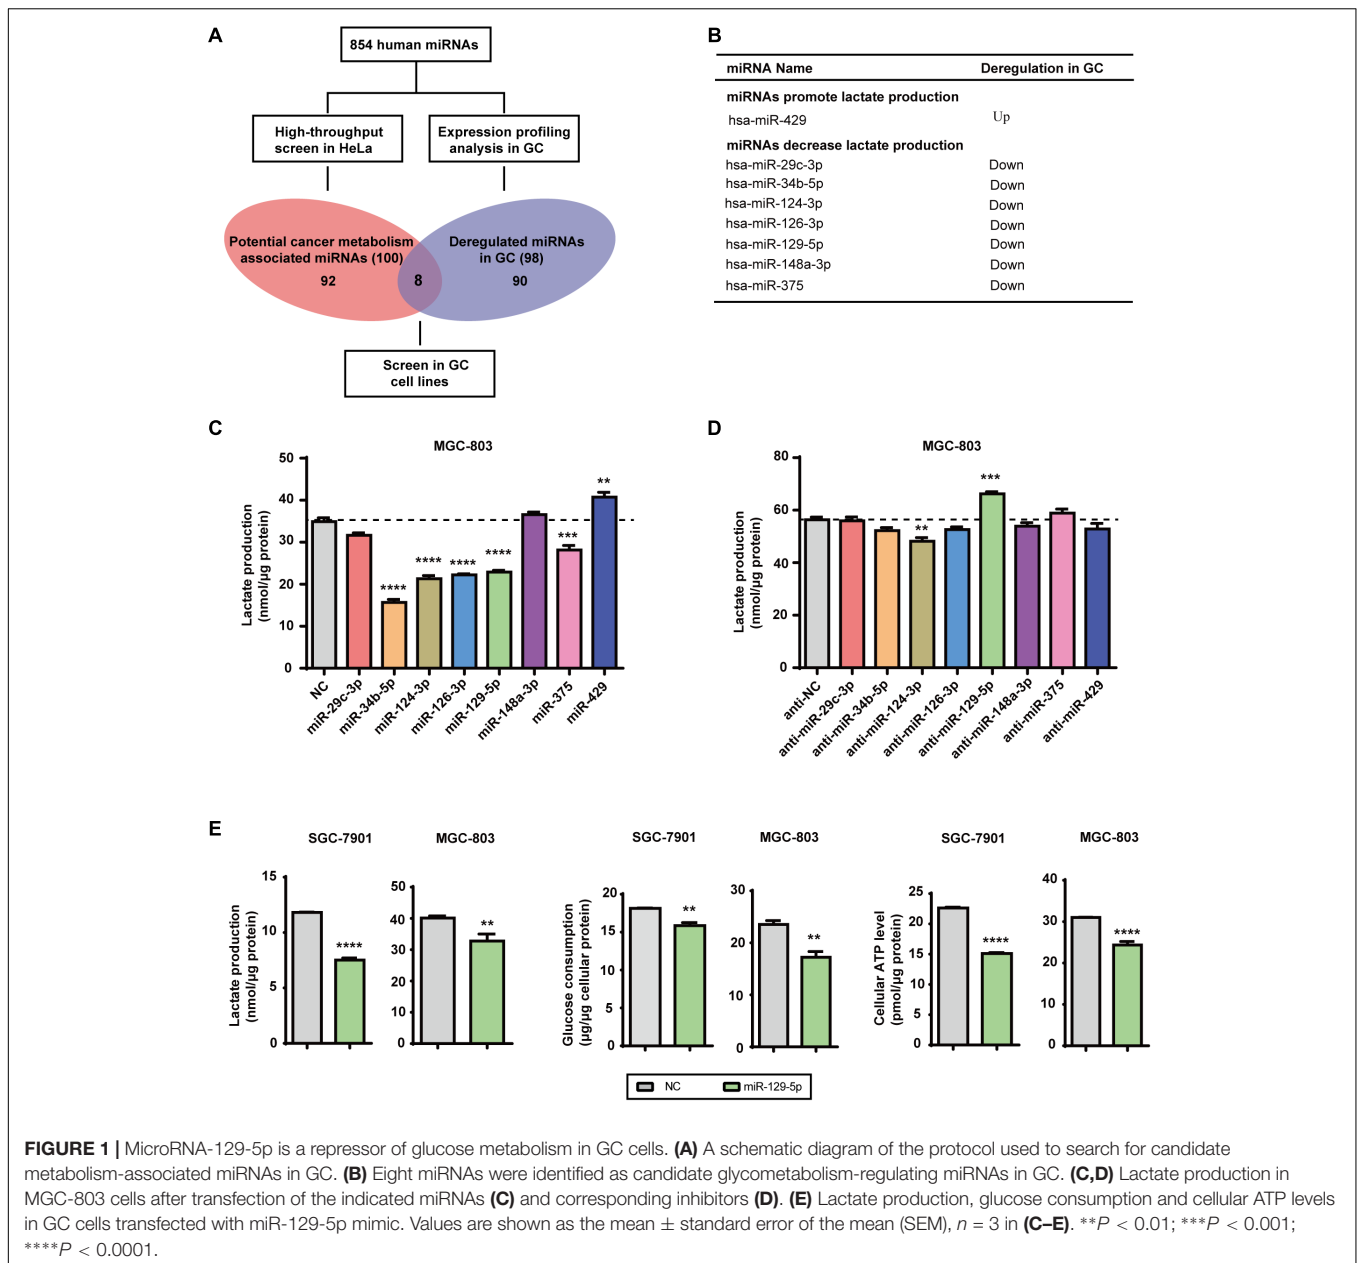 A
854 human miRNAs
High-throughput
screen in HeLa
Expression profiling
analysis in GC
Potential cancer metabolism
associated miRNAs (100)
92
8
Deregulated miRNAs
in GC (98)
90
Screen in GC
cell lines
B
miRNA Name Deregulation in GC
miRNAs promote lactate production
hsa-miR-429 Up
miRNAs decrease lactate production
hsa-miR-29c-3p Down
hsa-miR-34b-5p Down
hsa-miR-124-3p Down
hsa-miR-126-3p Down
hsa-miR-129-5p Down
hsa-miR-148a-3p Down
hsa-miR-375 Down
C
MGC-803
Lactate production
(nmol/µg protein)
50
40
30
20
10
0
****
****
****
****
***
**
NC
miR-29c-3p
miR-34b-5p
miR-124-3p
miR-126-3p
miR-129-5p
miR-148a-3p
miR-375
miR-429
D
MGC-803
Lactate production
(nmol/µg protein)
80
60
40
20
0
**
***
anti-NC
anti-miR-29c-3p
anti-miR-34b-5p
anti-miR-124-3p
anti-miR-126-3p
anti-miR-129-5p
anti-miR-148a-3p
anti-miR-375
anti-miR-429
E
SGC-7901
Lactate production
(nmol/µg protein)
15
10
5
0
****
MGC-803
50
40
30
20
10
0
**
SGC-7901
Glucose consumption
(µg/µg cellular protein)
20
15
10
5
0
**
MGC-803
30
20
10
0
**
SGC-7901
Cellular ATP level
(pmol/µg protein)
25
20
15
10
5
0
****
MGC-803
40
30
20
10
0
****
NC miR-129-5p
FIGURE 1 | MicroRNA-129-5p is a repressor of glucose metabolism in GC cells. (A) A schematic diagram of the protocol used to search for candidate
metabolism-associated miRNAs in GC. (B) Eight miRNAs were identified as candidate glycometabolism-regulating miRNAs in GC. (C,D) Lactate production in
MGC-803 cells after transfection of the indicated miRNAs (C) and corresponding inhibitors (D). (E) Lactate production, glucose consumption and cellular ATP levels
in GC cells transfected with miR-129-5p mimic. Values are shown as the mean ± standard error of the mean (SEM), n = 3 in (C–E). **P < 0.01; ***P < 0.001;
****P < 0.0001.